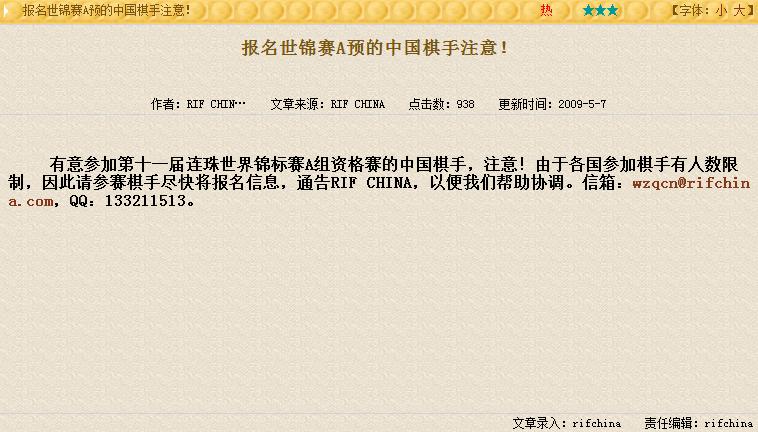 报名世锦赛A预的中国棋手注意！ 热 ★★★ 【字体：小 大】
报名世锦赛A预的中国棋手注意！
作者：RIF CHIN… 文章来源：RIF CHINA 点击数：938 更新时间：2009-5-7
有意参加第十一届连珠世界锦标赛A组资格赛的中国棋手，注意！由于各国参加棋手有人数限
制，因此请参赛棋手尽快将报名信息，通告RIF CHINA，以便我们帮助协调。信箱：wzqcn@rifchin
a.com，QQ：133211513。
文章录入：rifchina 责任编辑：rifchina